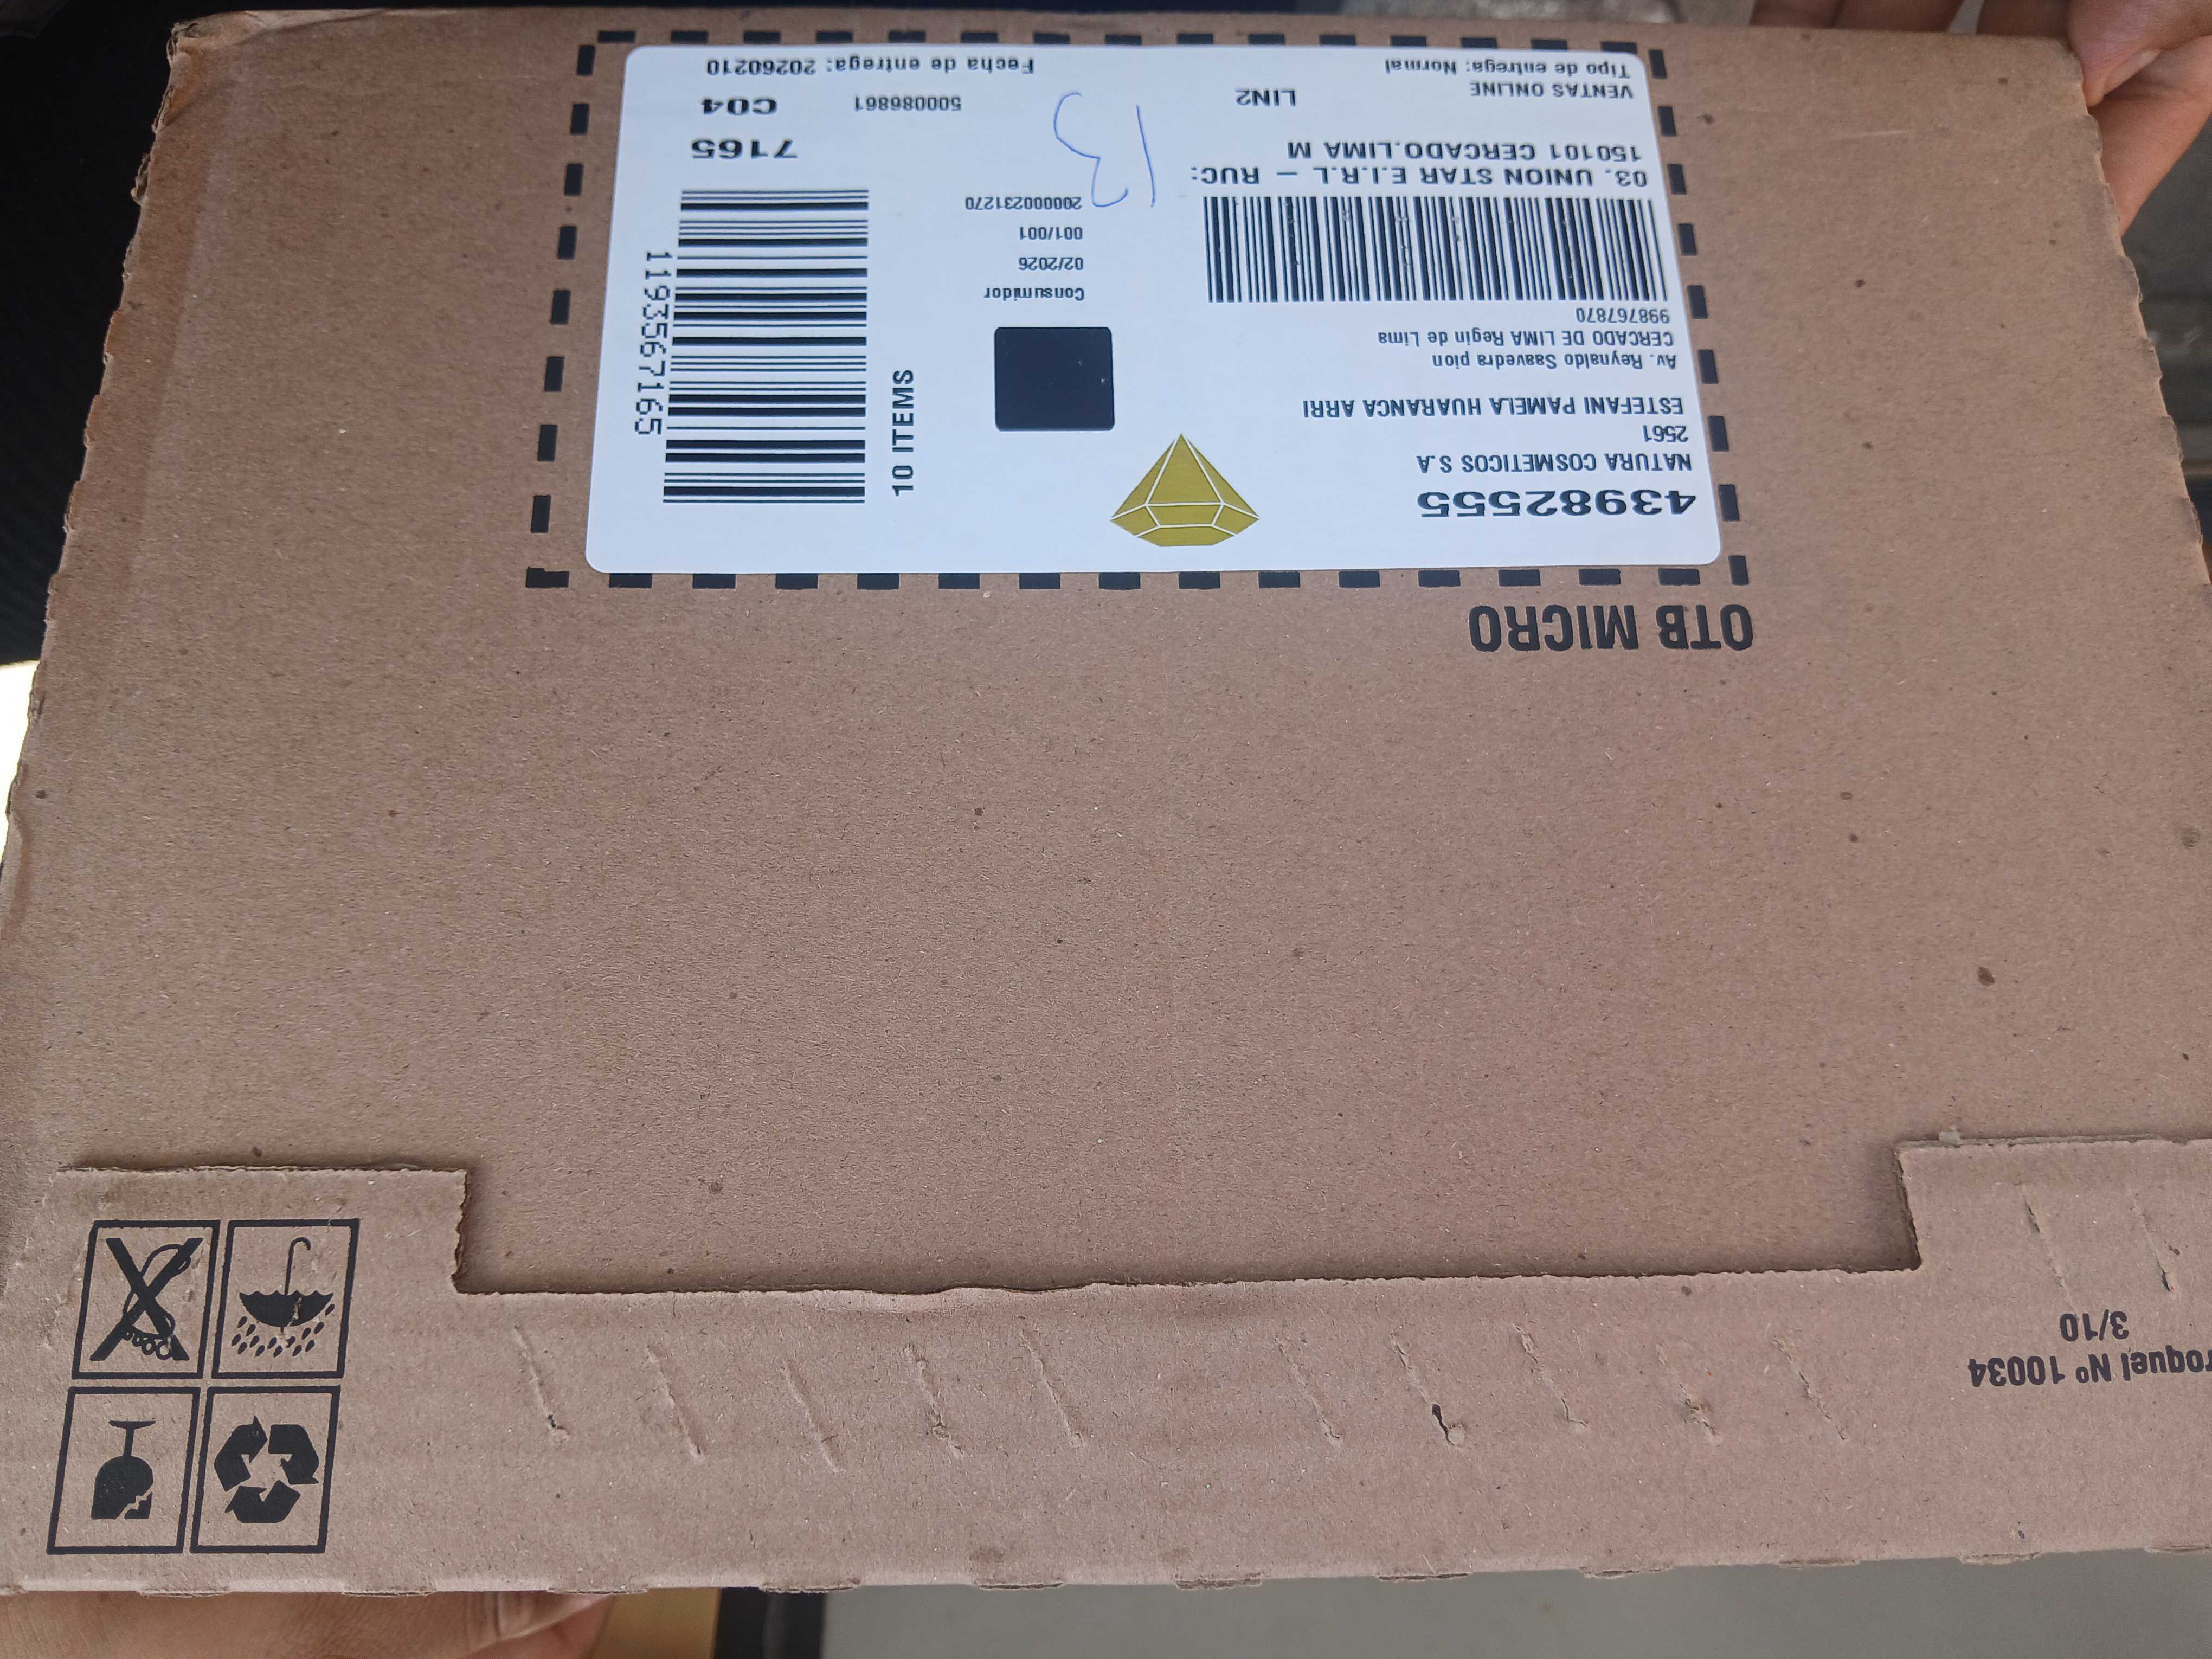 OTB MICRO
43982555
NATURA COSMETICOS S.A
2561
ESTEFANI PAMELA HUARANCA ARRI
Av. Reynaldo Saavedra pion
CERCADO DE LIMA Regin de Lima
998767870
03. UNION STAR E.I.R.L - RUC:
150101 CERCADO.LIMA M
VENTAS ONLINE
LIN2
Tipo de entrega: Normal
10 ITEMS
Consumidor
02/2026
001/001
200000231270
13
1193567165
7165
500086861
C04
Fecha de entrega: 20260210
roquel Nº 10034
3/10